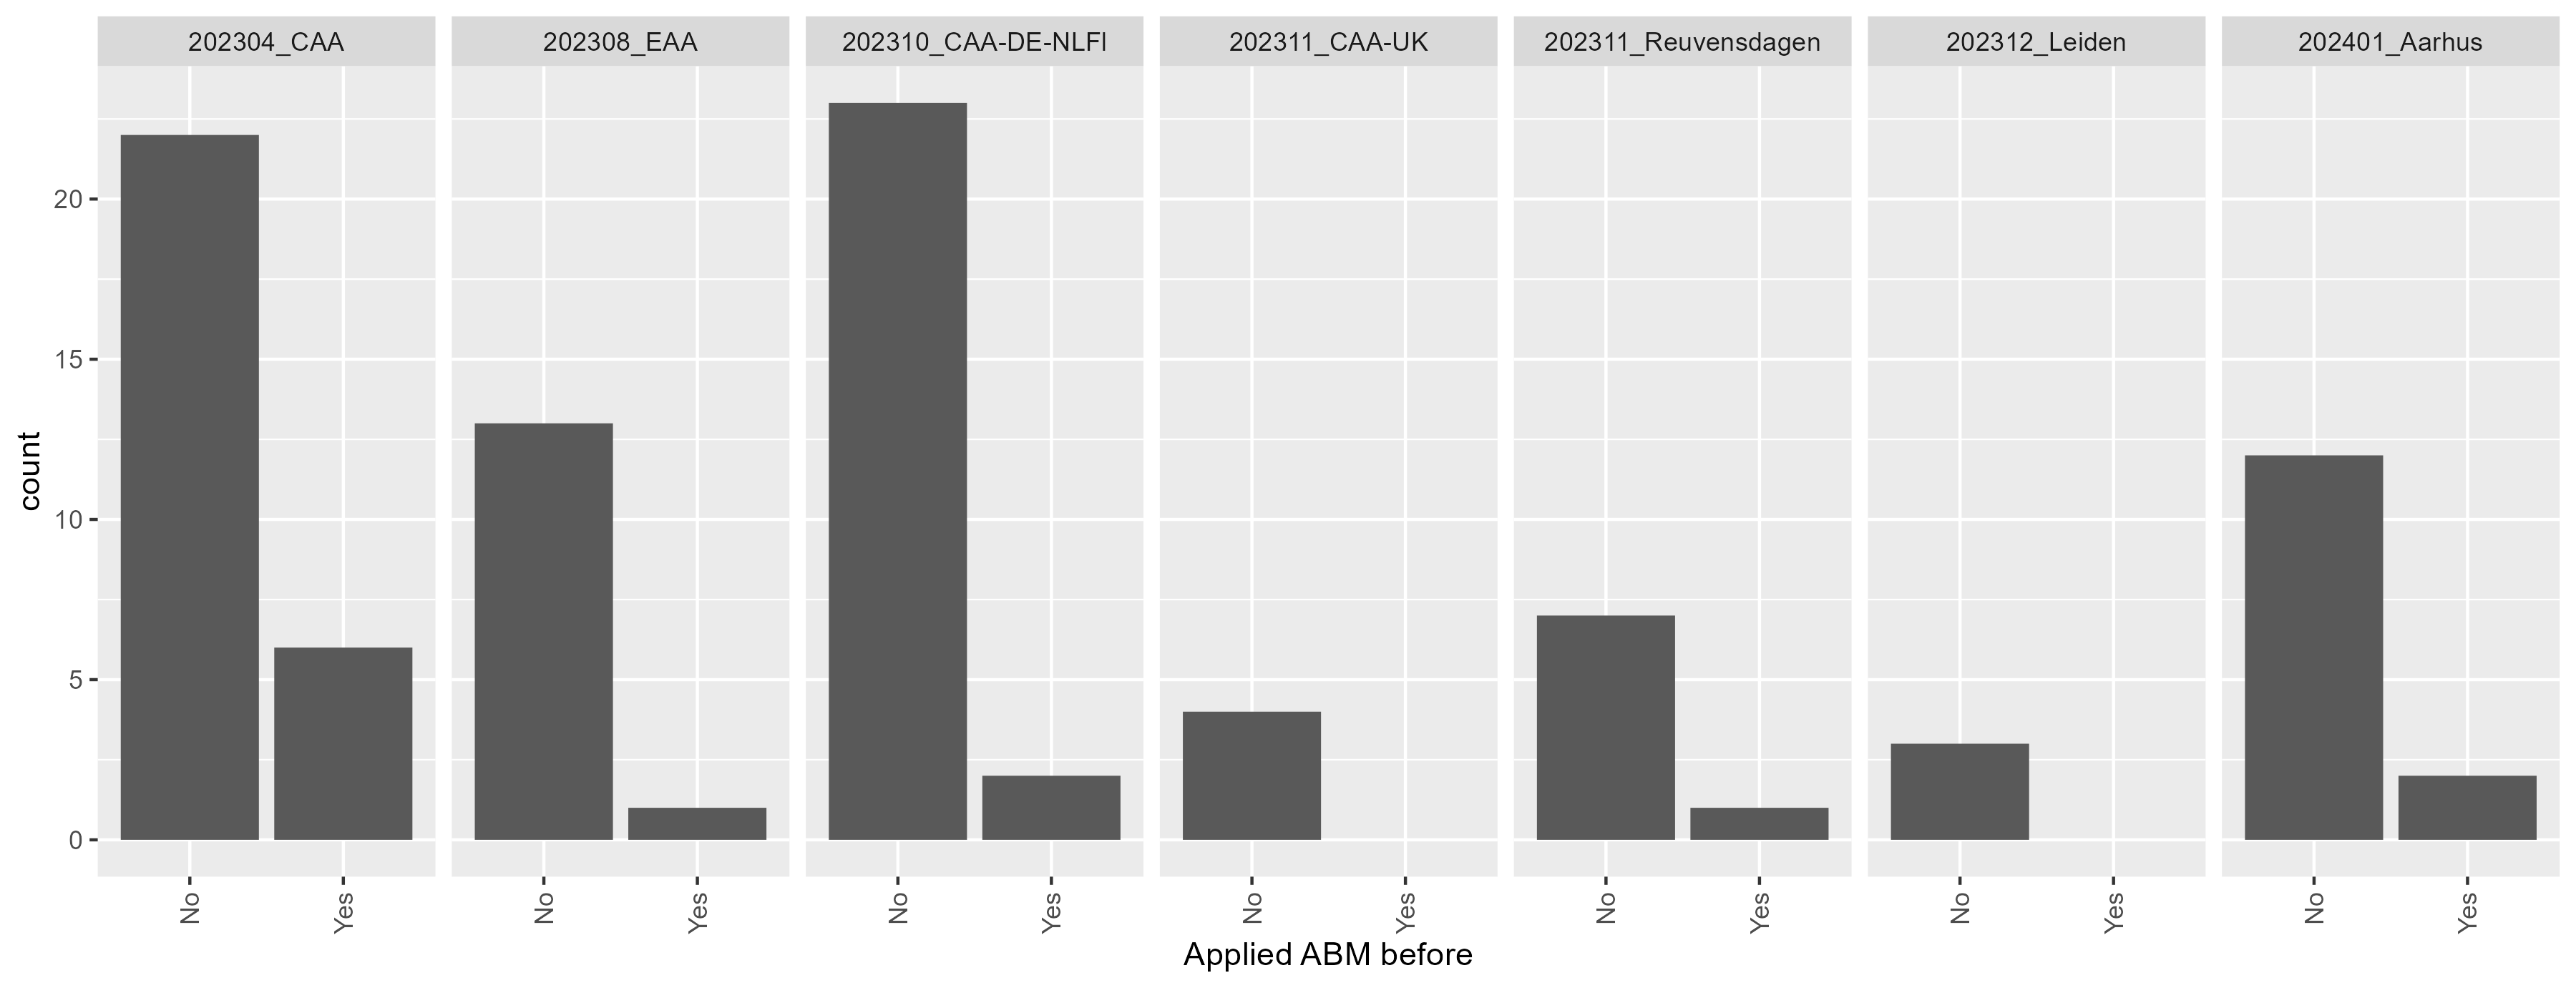 202304_CAA
202308_EAA
202310_CAA-DE-NLFI
202311_CAA-UK
202311_Reuvensdagen
202312_Leiden
202401_Aarhus
count
20
15
10
5
0
No
Yes
No
Yes
No
Yes
No
Yes
No
Yes
No
Yes
No
Yes
Applied ABM before